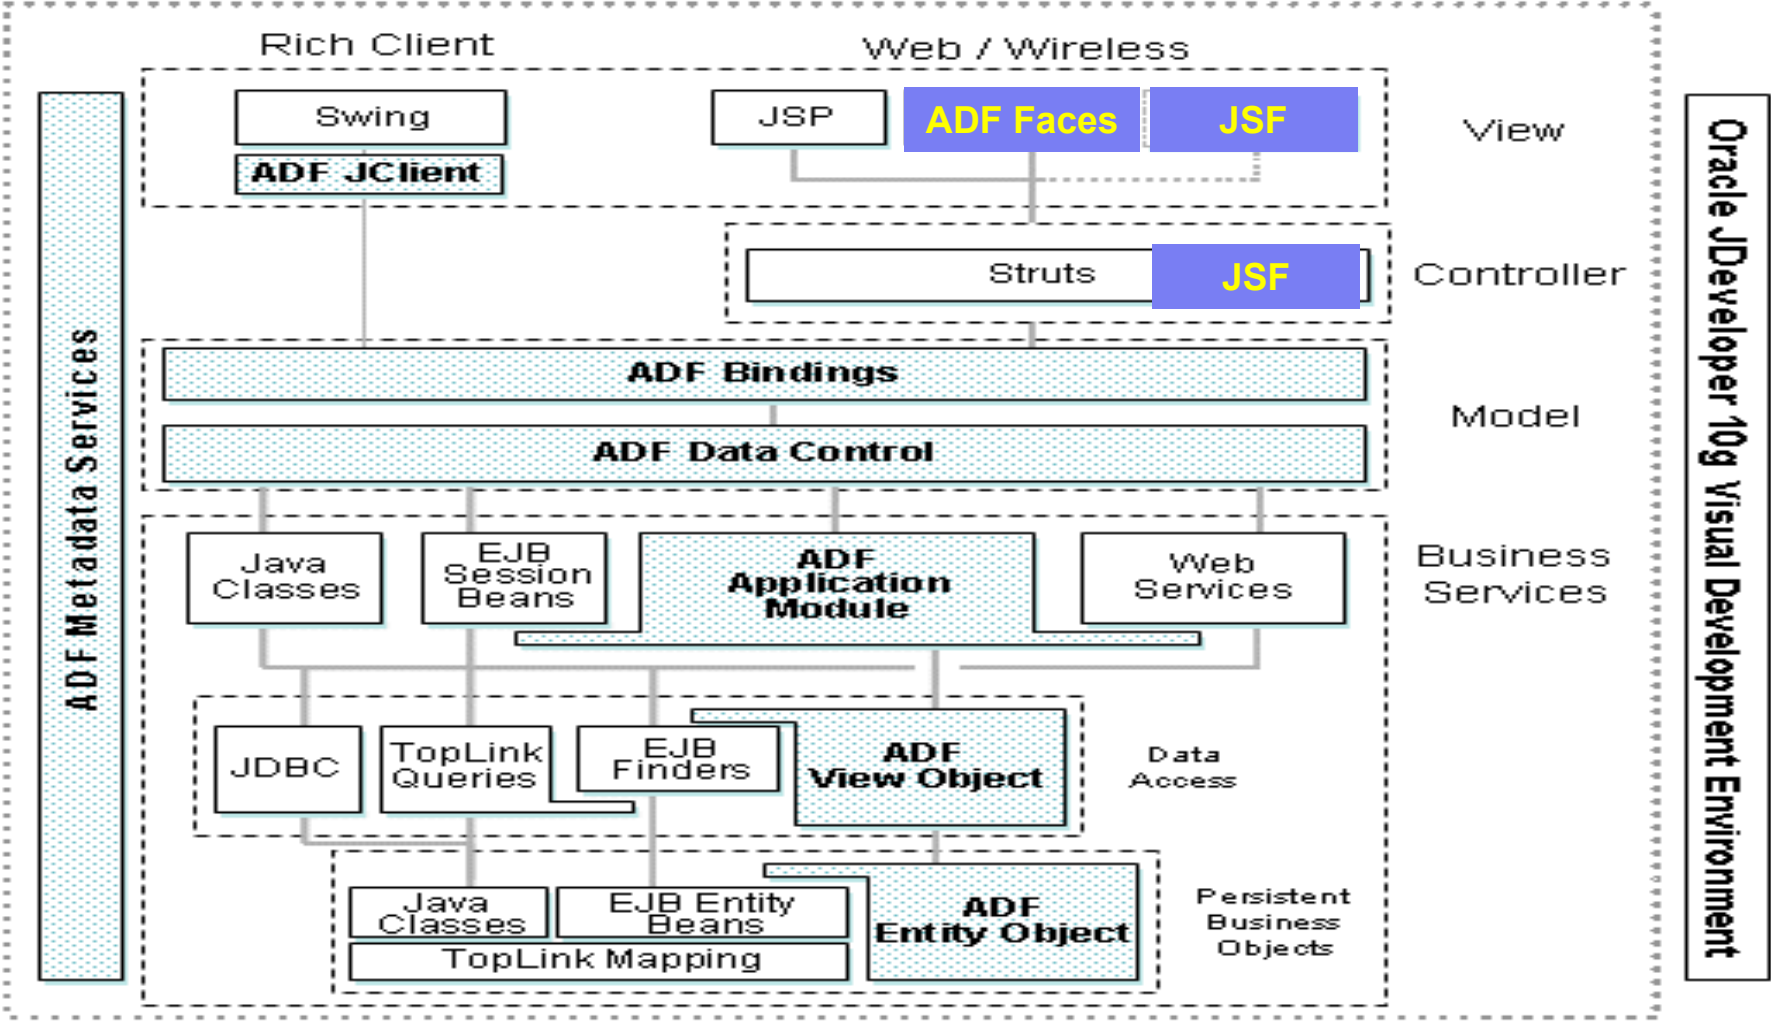 Rich Client
Web / Wireless
Swing
JSP
ADF Faces
JSF
View
ADF JClient
Struts
JSF
Controller
ADF Bindings
Model
ADF Data Control
Java
Classes
EJB
Session
Beans
ADF
Application
Module
Web
Services
Business
Services
JDBC
TopLink
Queries
EJB
Finders
ADF
View Object
Data
Access
Java
Classes
EJB Entity
Beans
TopLink Mapping
ADF
Entity Object
Persistent
Business
Objects
ADF Metadata Services
Oracle JDeveloper 10g Visual Development Environment